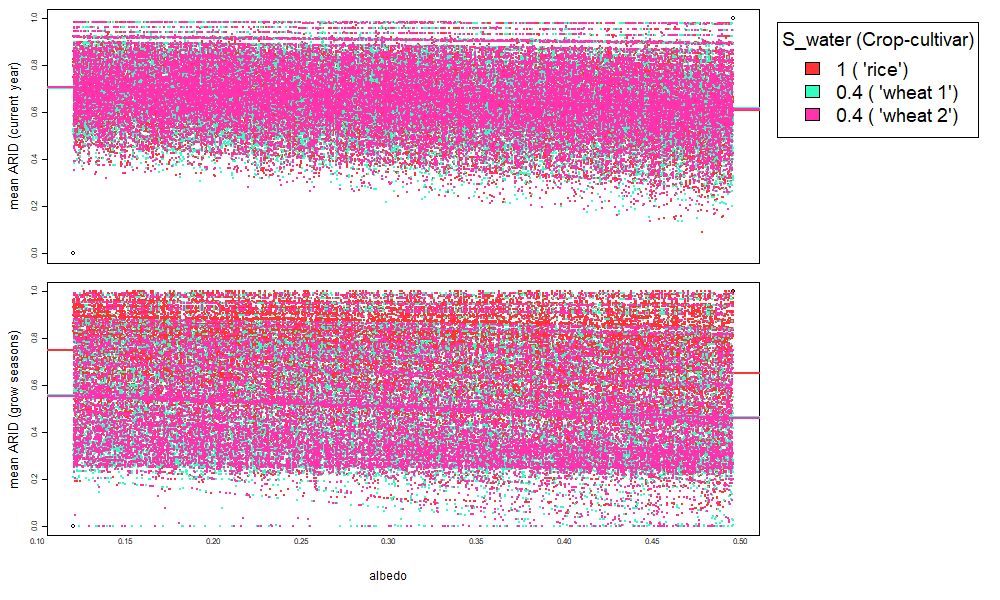 S_water (Crop-cultivar)
1 ( 'rice')
0.4 ( 'wheat 1')
0.4 ( 'wheat 2')
mean ARID (current year)
1.0
0.8
0.6
0.4
0.2
0.0
mean ARID (grow seasons)
1.0
0.8
0.6
0.4
0.2
0.0
0.10 0.15 0.20 0.25 0.30 0.35 0.40 0.45 0.50
albedo